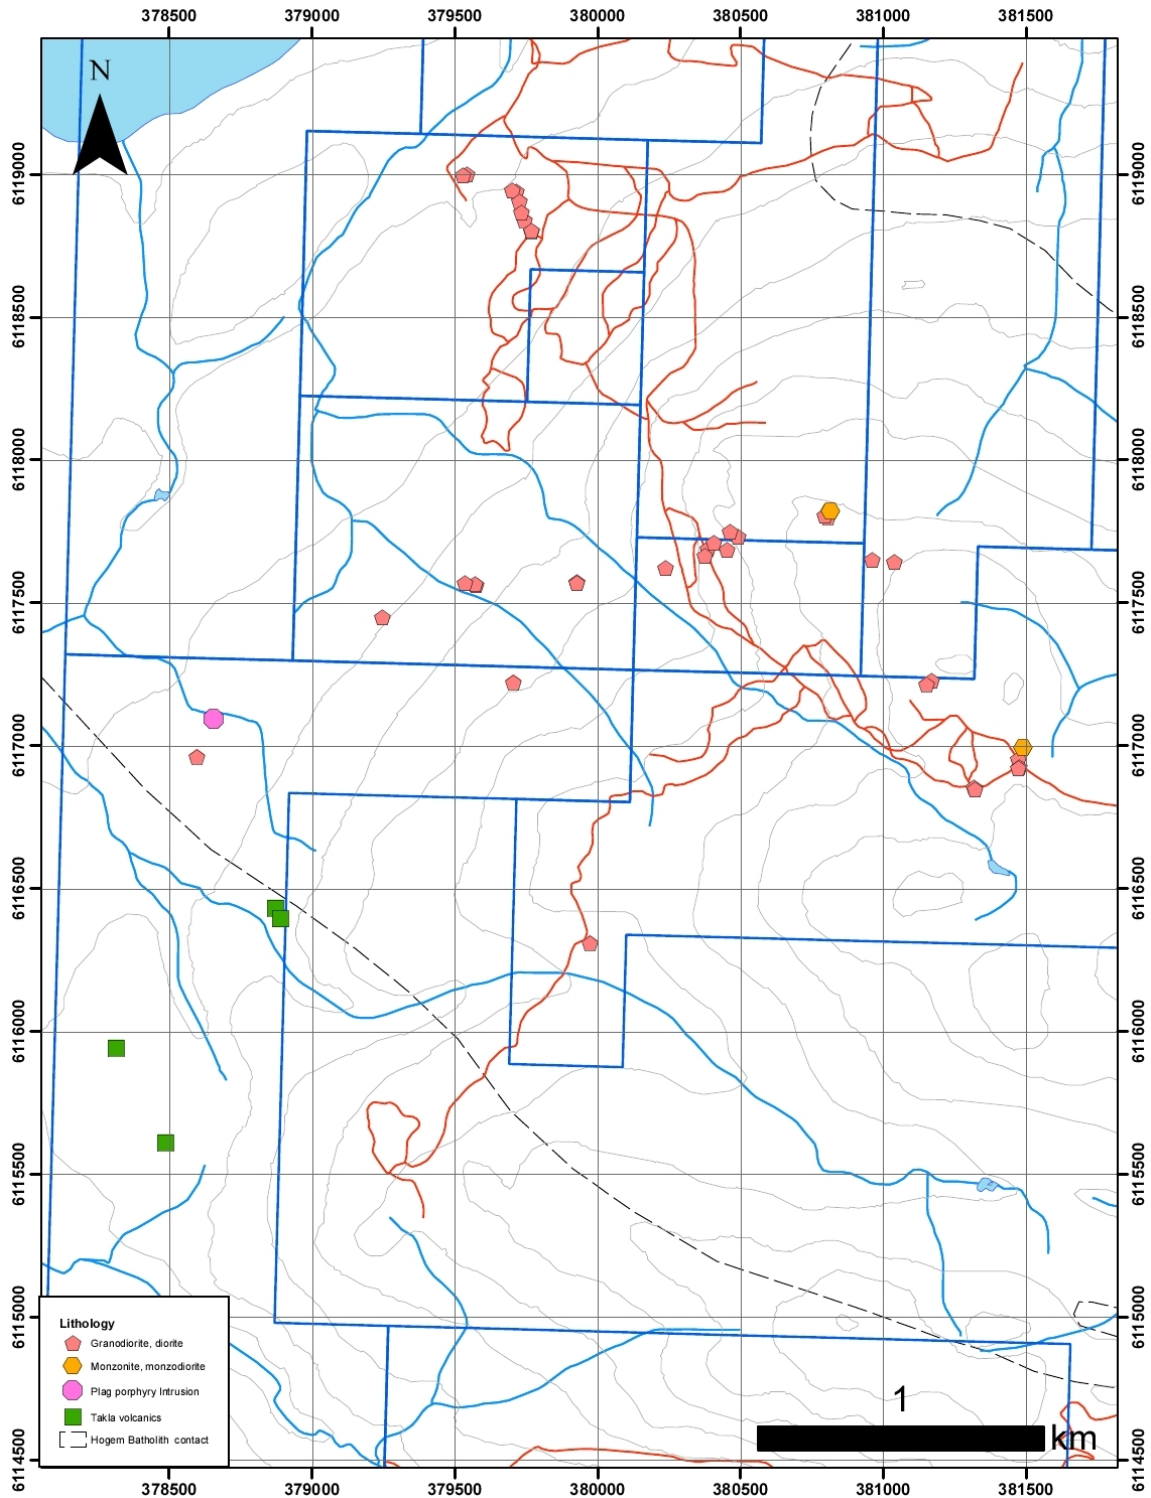 378500 379000 379500 380000 380500 381000 381500
N
6119000 6119000
6118500 6118500
6118000 6118000
6117500 6117500
6117000 6117000
6116500 6116500
6116000 6116000
6115500 6115500
6115000 6115000
6114500 6114500
Lithology
Granodiorite, diorite
Monzonite, monzodiorite
Plag porphyry Intrusion
Takla volcanics
Hogem Batholith contact
1
km
378500 379000 379500 380000 380500 381000 381500